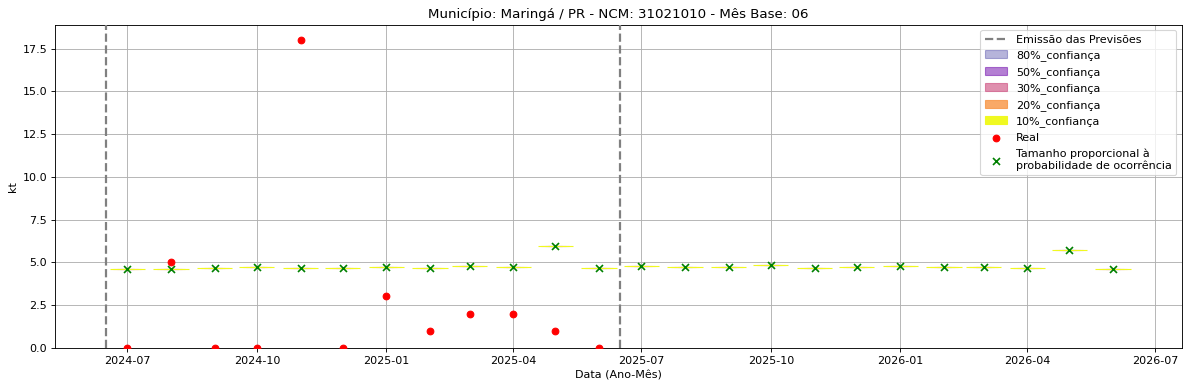 Município: Maringá / PR - NCM: 31021010 - Mês Base: 06
17.5
15.0
12.5
10.0
7.5
5.0
2.5
0.0
kt
Emissão das Previsões
80%_confiança
50%_confiança
30%_confiança
20%_confiança
10%_confiança
Real
Tamanho proporcional à
probabilidade de ocorrência
2024-07
2024-10
2025-01
2025-04
2025-07
2025-10
2026-01
2026-04
2026-07
Data (Ano-Mês)